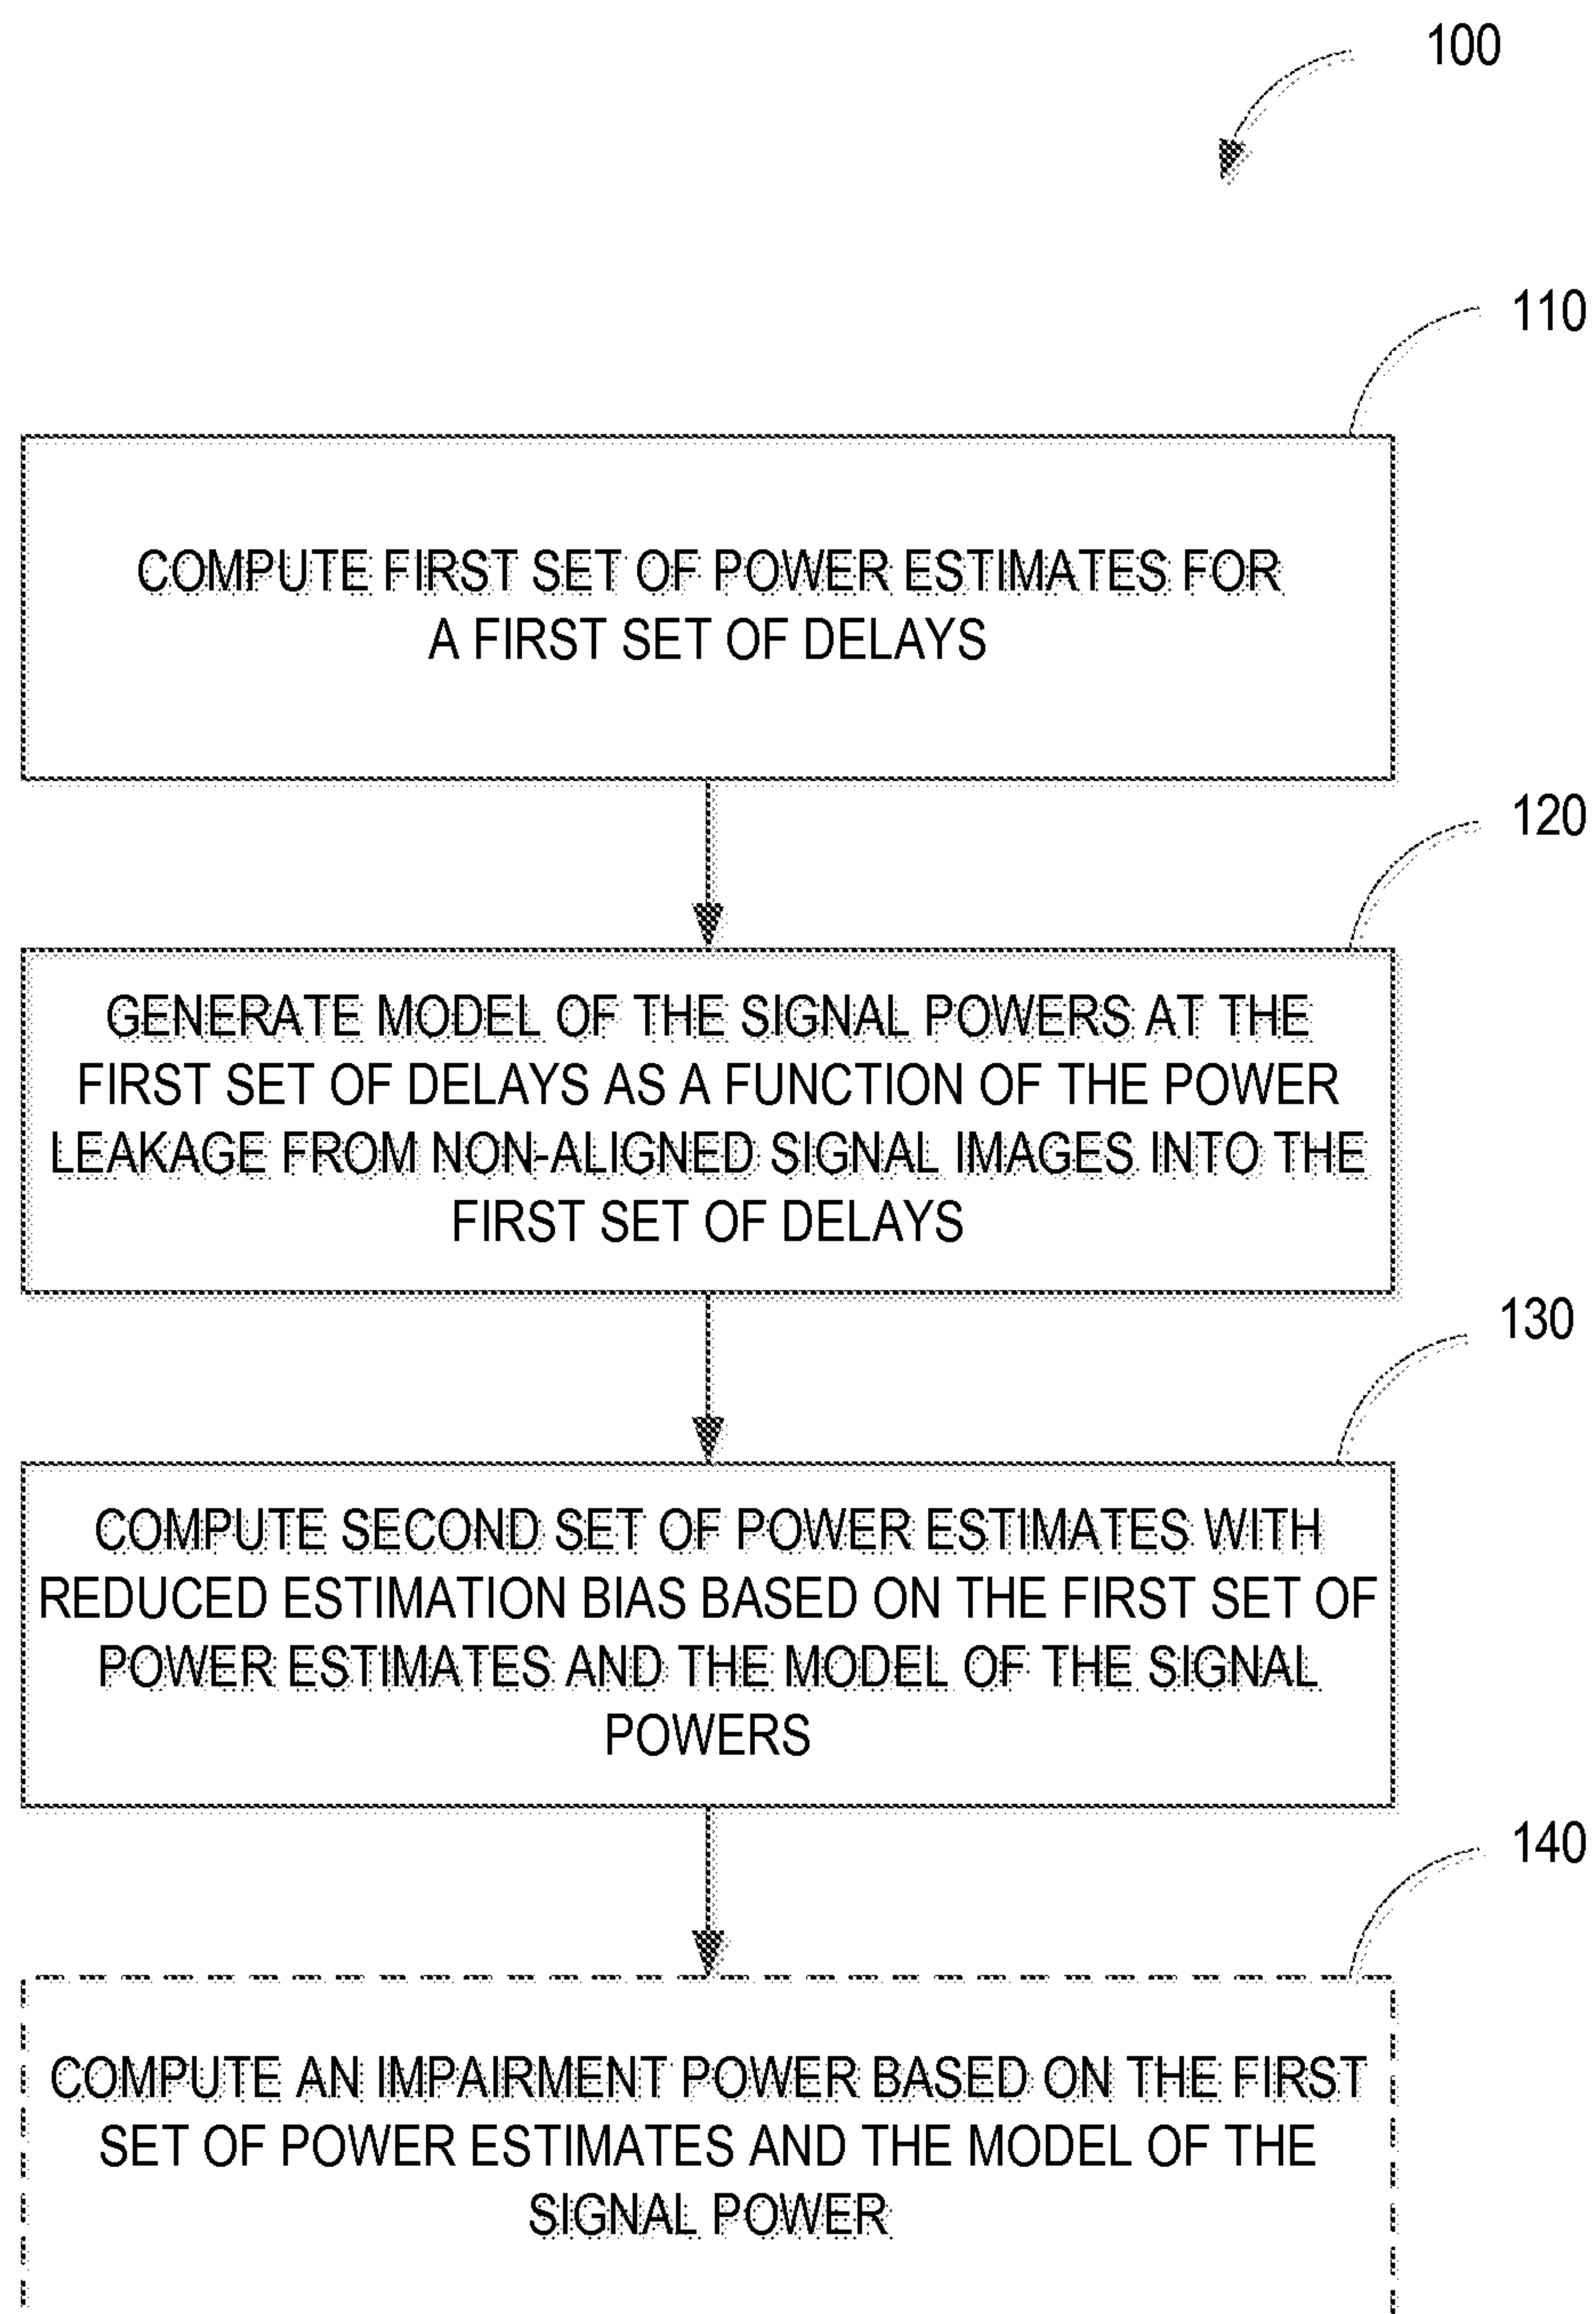 100
110
COMPUTE FIRST SET OF POWER ESTIMATES FOR
A FIRST SET OF DELAYS
120
GENERATE MODEL OF THE SIGNAL POWERS AT THE
FIRST SET OF DELAYS AS A FUNCTION OF THE POWER
LEAKAGE FROM NON-ALIGNED SIGNAL IMAGES INTO THE
FIRST SET OF DELAYS
130
COMPUTE SECOND SET OF POWER ESTIMATES WITH
REDUCED ESTIMATION BIAS BASED ON THE FIRST SET OF
POWER ESTIMATES AND THE MODEL OF THE SIGNAL
POWERS
140
COMPUTE AN IMPAIRMENT POWER BASED ON THE FIRST
SET OF POWER ESTIMATES AND THE MODEL OF THE
SIGNAL POWER